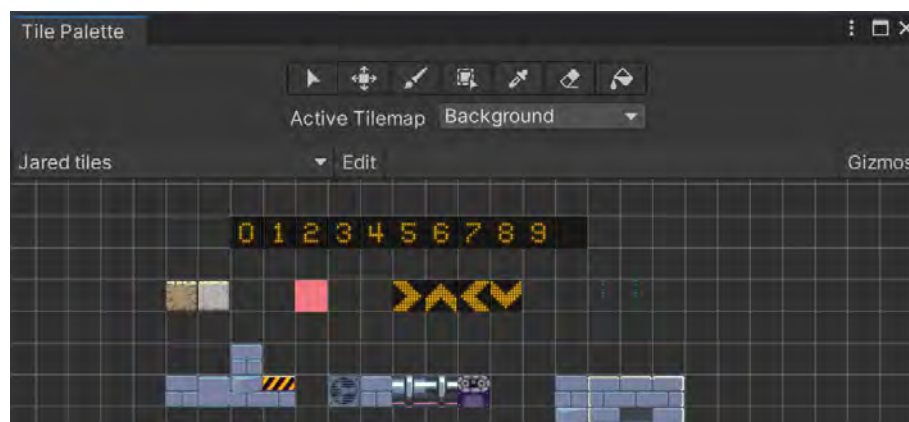 Tile Palette
Active Tilemap Background
Jared tiles Edit Gizmos
0 1 2 3 4 5 6 7 8 9